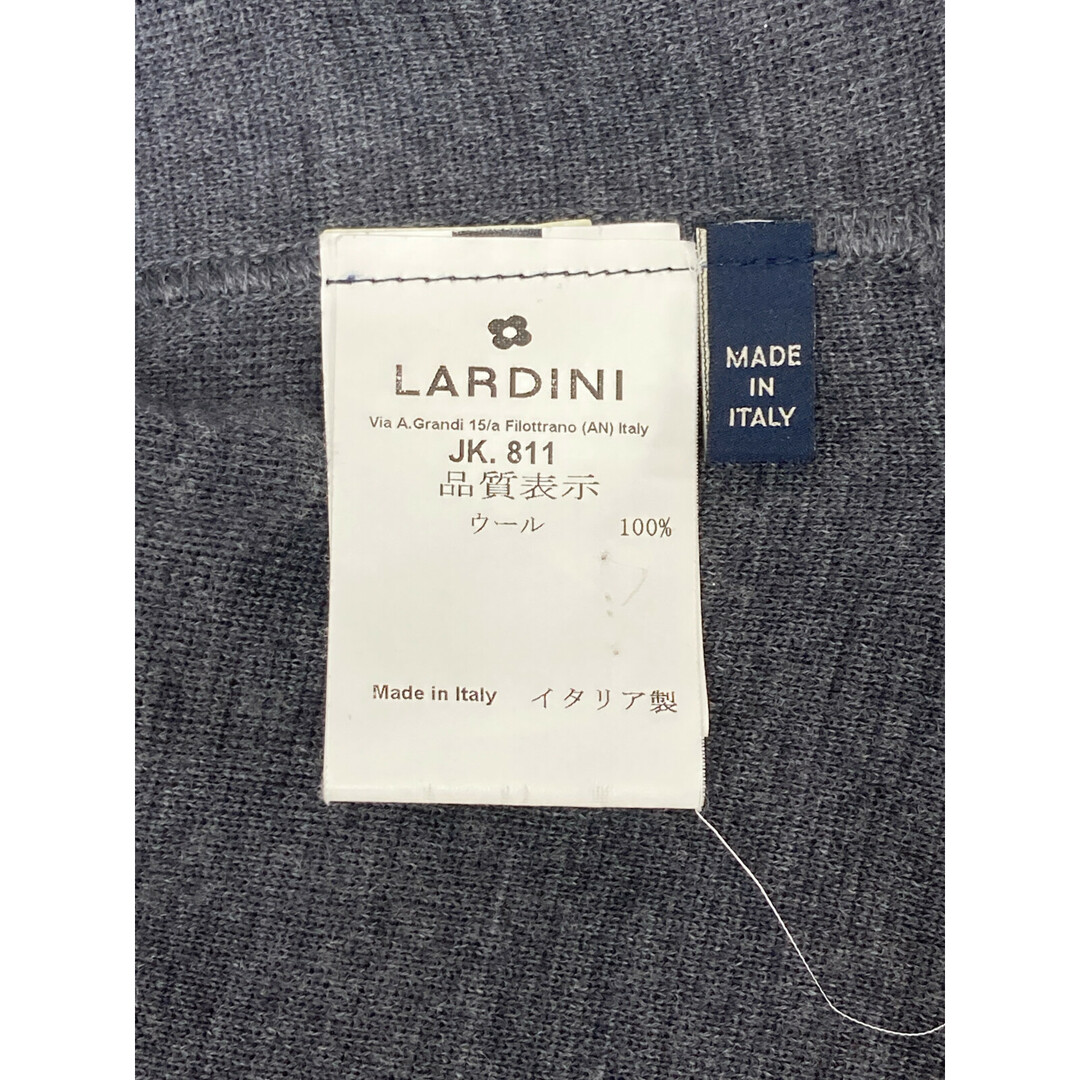 LARDINI
Via A.Grandi 15/a Filottrano (AN) Italy
JK. 811
品質表示
ウール 100%
Made in Italy イタリア製
MADE
IN
ITALY